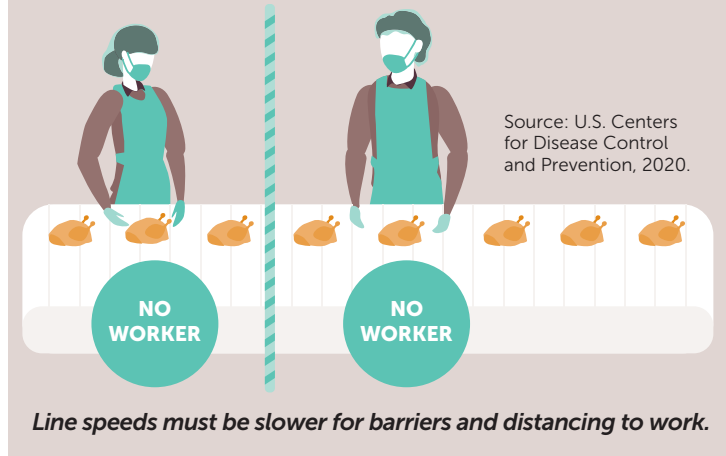 Source: U.S. Centers
for Disease Control
and Prevention, 2020.
NO
WORKER
NO
WORKER
Line speeds must be slower for barriers and distancing to work.